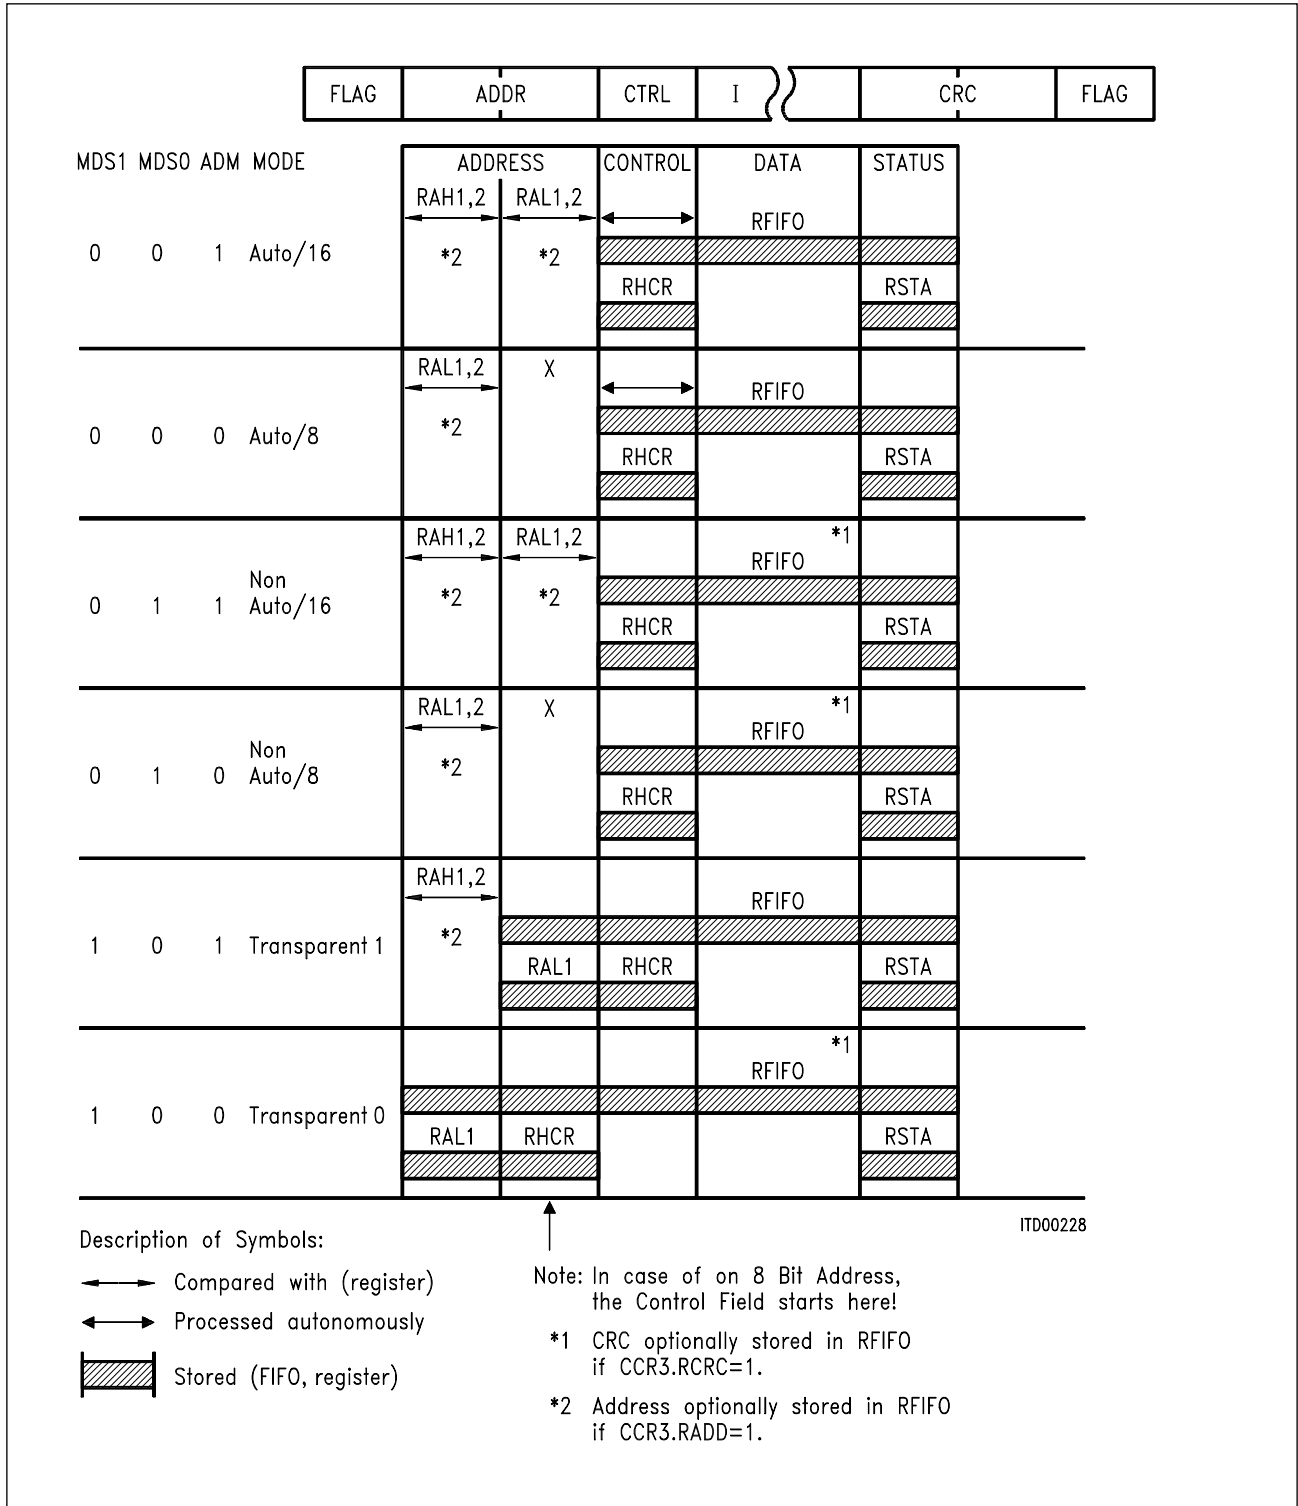 FLAG ADDR CTRL I CRC FLAG
MDS1 MDS0 ADM MODE ADDRESS CONTROL DATA STATUS
RAH1,2 RAL1,2
RFIFO
0 0 1 Auto/16 *2 *2
RHCR RSTA
RAL1,2 X
RFIFO
0 0 0 Auto/8 *2
RHCR RSTA
RAH1,2 RAL1,2 *1
RFIFO
Non
0 1 1 Auto/16 *2 *2
RHCR RSTA
RAL1,2 X *1
RFIFO
Non
0 1 0 Auto/8 *2
RHCR RSTA
RAH1,2
RFIFO
1 0 1 Transparent 1 *2
RAL1 RHCR RSTA
*1
RFIFO
1 0 0 Transparent 0
RAL1 RHCR RSTA
ITD00228
Description of Symbols:
Compared with (register)
Processed autonomously
Stored (FIFO, register)
Note: In case of on 8 Bit Address,
the Control Field starts here!
*1 CRC optionally stored in RFIFO
if CCR3.RCRC=1.
*2 Address optionally stored in RFIFO
if CCR3.RADD=1.